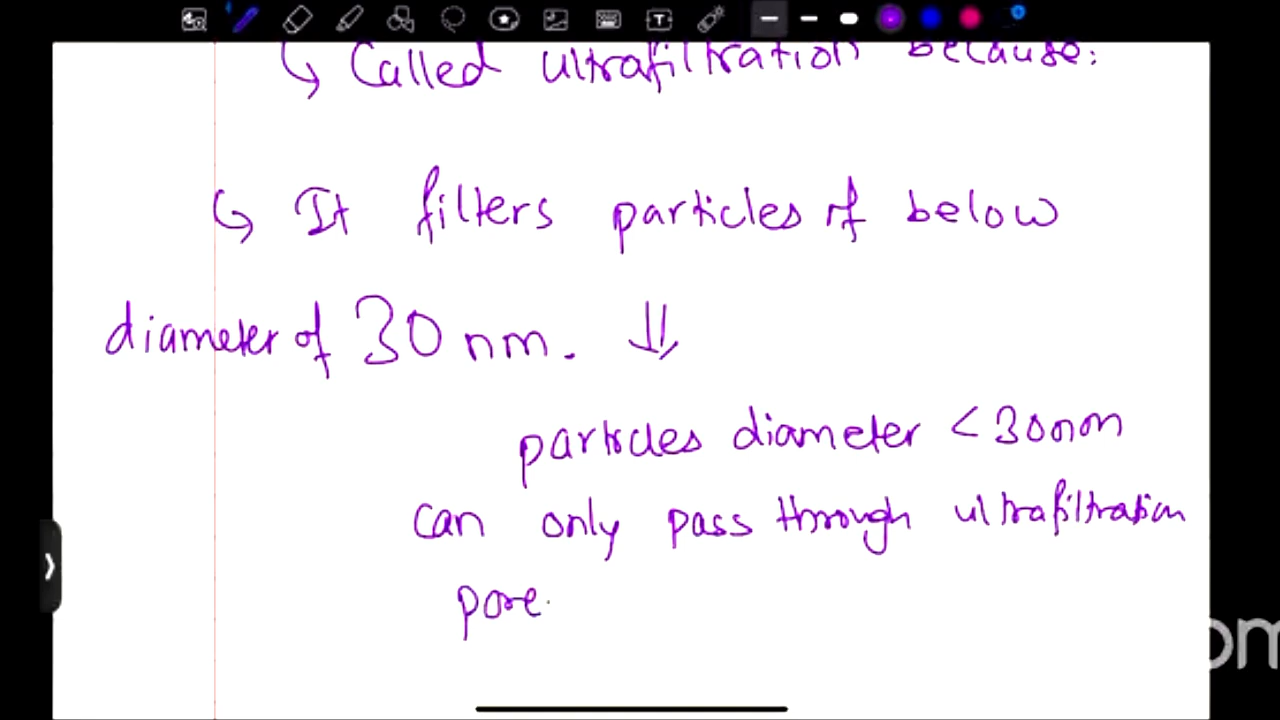 ↳ Called ultrafiltration because:
↳ It filters particles of below
diameter of 30 nm. ⇓
particles diameter < 30nm
can only pass through ultrafiltration
pore.
om